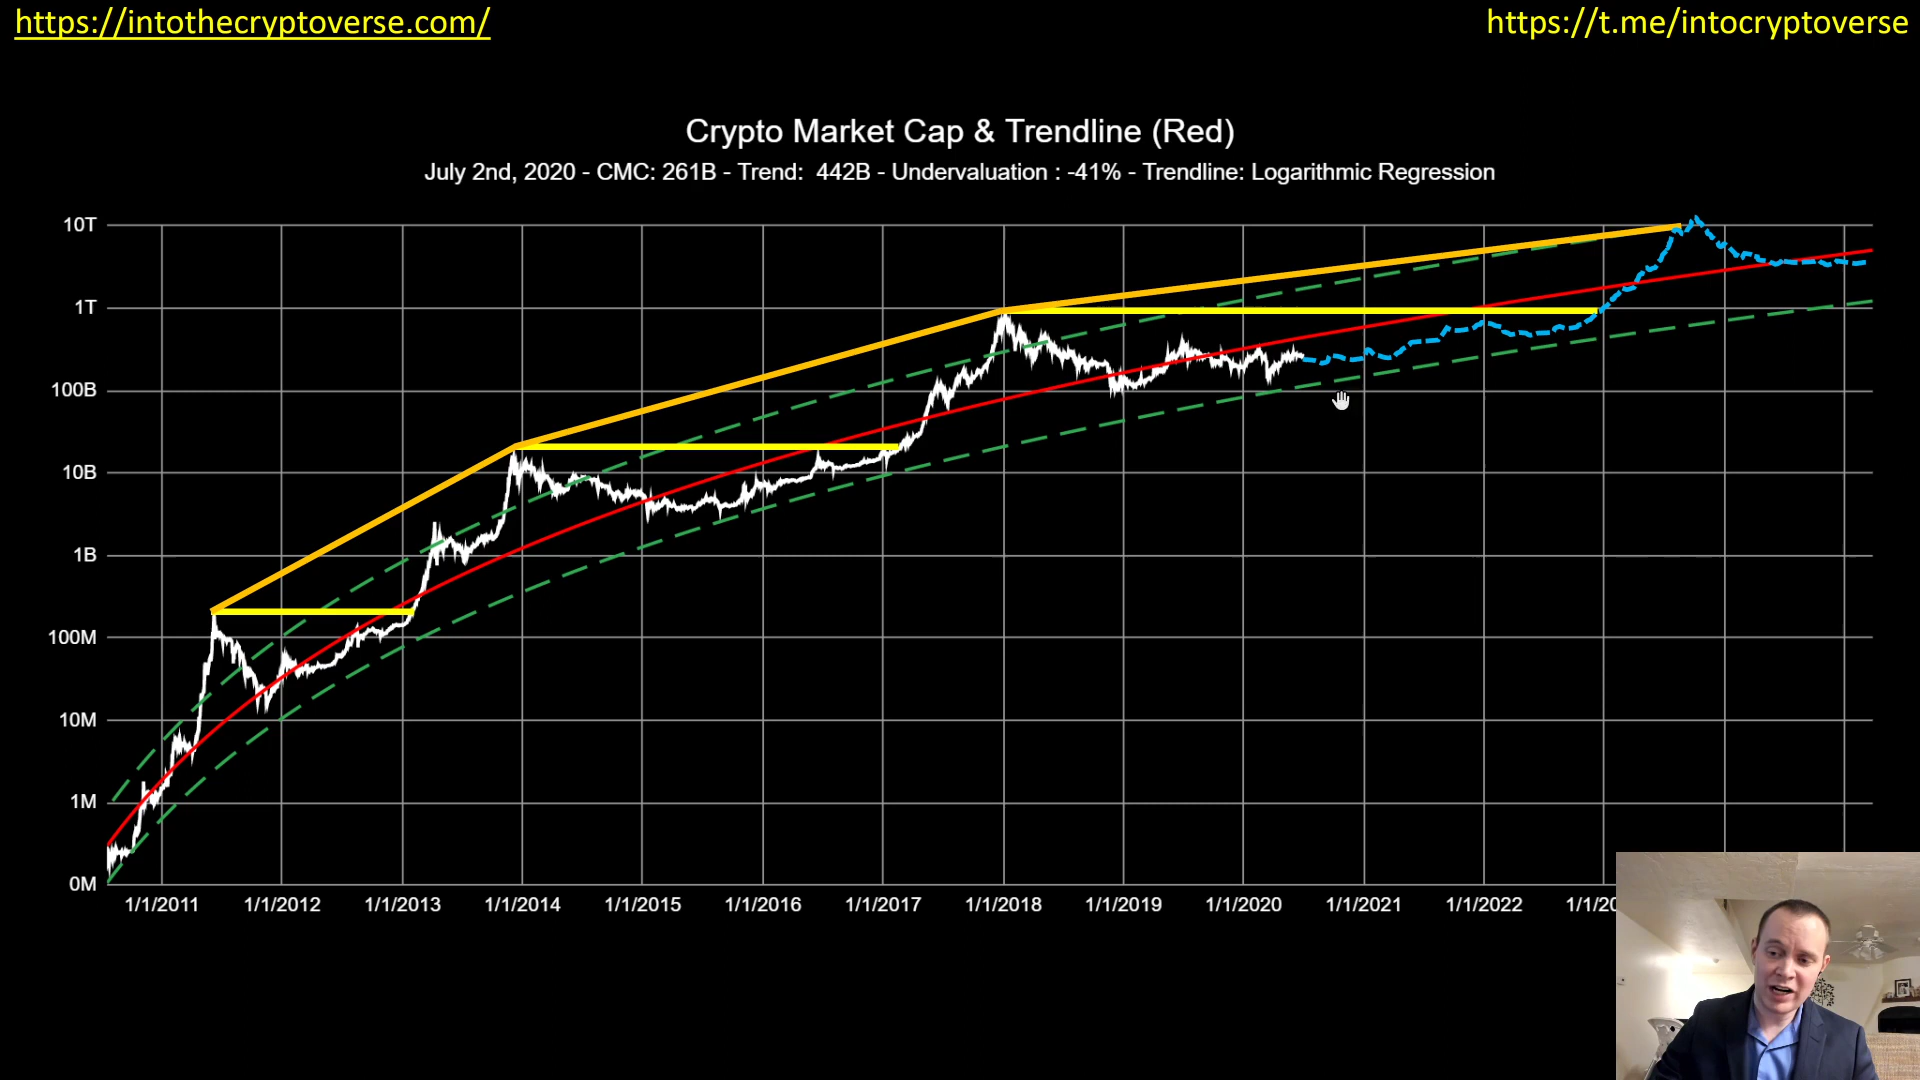 https://intothecryptoverse.com/
https://t.me/intocryptoverse
Crypto Market Cap & Trendline (Red)
July 2nd, 2020 - CMC: 261B - Trend: 442B - Undervaluation : -41% - Trendline: Logarithmic Regression
10T
1T
100B
10B
1B
100M
10M
1M
0M
1/1/2011 1/1/2012 1/1/2013 1/1/2014 1/1/2015 1/1/2016 1/1/2017 1/1/2018 1/1/2019 1/1/2020 1/1/2021 1/1/2022